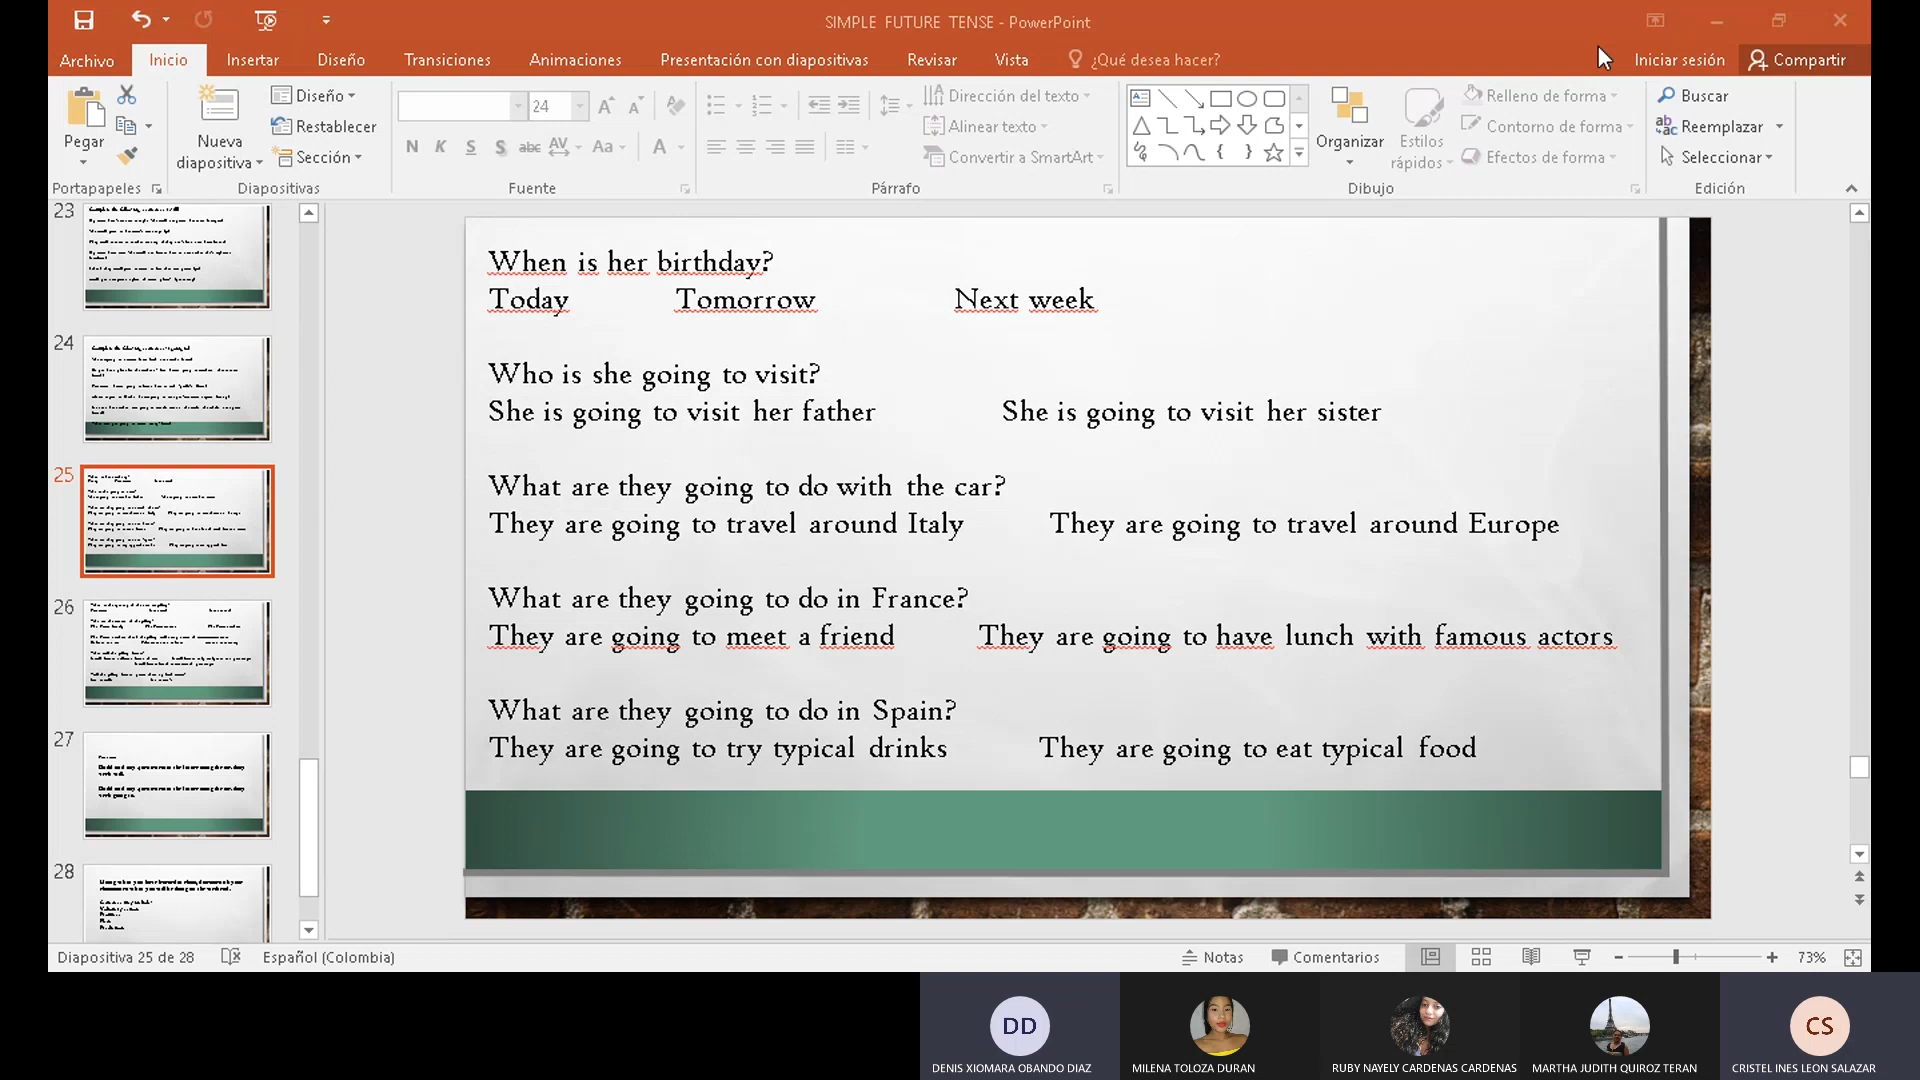 SIMPLE FUTURE TENSE - PowerPoint
Archivo Inicio Insertar Diseño Transiciones Animaciones Presentación con diapositivas Revisar Vista ¿Qué desea hacer? Iniciar sesión Compartir
Pegar
Portapapeles
Nueva diapositiva
Diseño
Restablecer
Sección
Diapositivas
24
N K S S abc AV Aa A
Fuente
Dirección del texto
Alinear texto
Convertir a SmartArt
Párrafo
Organizar
Estilos rápidos
Relleno de forma
Contorno de forma
Efectos de forma
Dibujo
Buscar
Reemplazar
Seleccionar
Edición
23
24
25
26
27
28
When is her birthday?
Today Tomorrow Next week
Who is she going to visit?
She is going to visit her father She is going to visit her sister
What are they going to do with the car?
They are going to travel around Italy They are going to travel around Europe
What are they going to do in France?
They are going to meet a friend They are going to have lunch with famous actors
What are they going to do in Spain?
They are going to try typical drinks They are going to eat typical food
Diapositiva 25 de 28 Español (Colombia) Notas Comentarios 73%
DD CS
DENIS XIOMARA OBANDO DIAZ MILENA TOLOZA DURAN RUBY NAYELY CARDENAS CARDENAS MARTHA JUDITH QUIROZ TERAN CRISTEL INES LEON SALAZAR